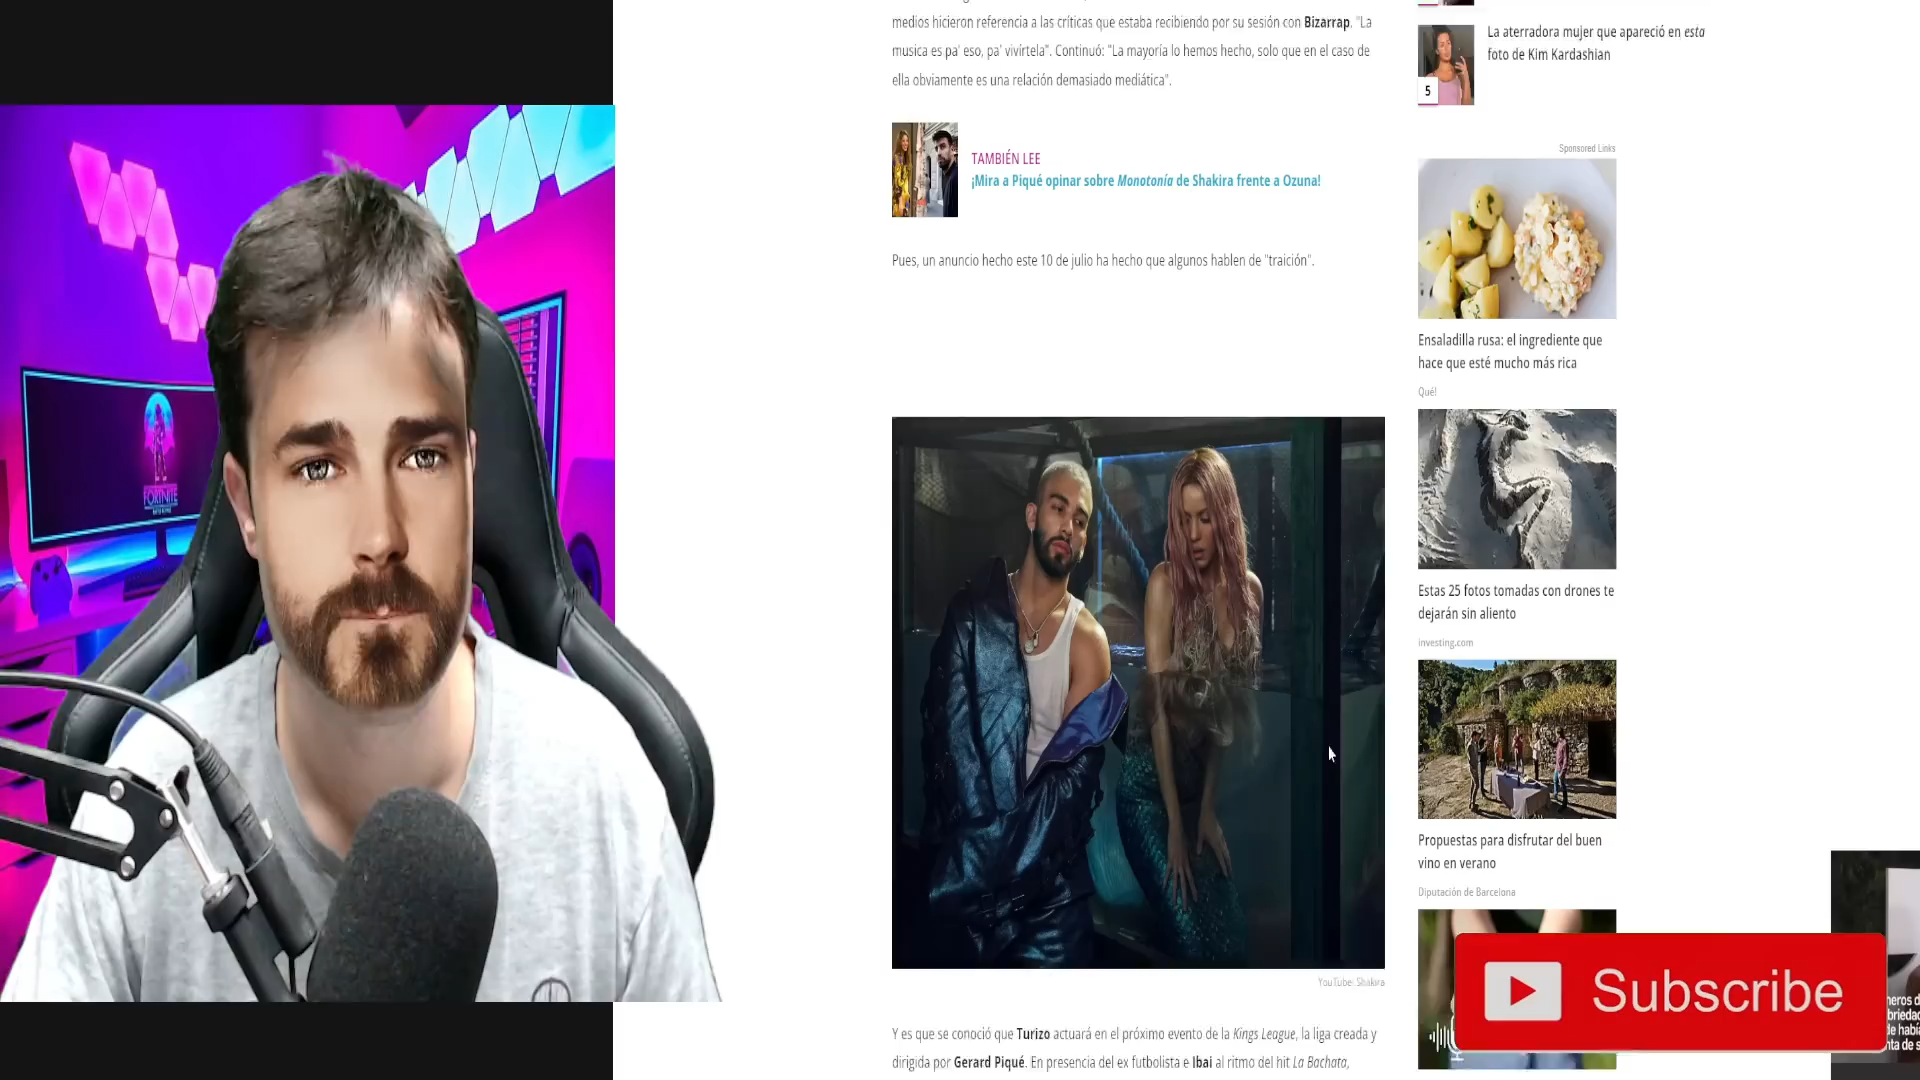 medios hicieron referencia a las críticas que estaba recibiendo por su sesión con Bizarrap. "La
musica es pa' eso, pa' vivírtela". Continuó: "La mayoría lo hemos hecho, solo que en el caso de
ella obviamente es una relación demasiado mediática".
TAMBIÉN LEE
¡Mira a Piqué opinar sobre Monotonía de Shakira frente a Ozuna!
Pues, un anuncio hecho este 10 de julio ha hecho que algunos hablen de "traición".
YouTube: Shakira
Y es que se conoció que Turizo actuará en el próximo evento de la Kings League, la liga creada y
dirigida por Gerard Piqué. En presencia del ex futbolista e Ibai al ritmo del hit La Bachata,
La aterradora mujer que apareció en esta
foto de Kim Kardashian
5
Sponsored Links
Ensaladilla rusa: el ingrediente que
hace que esté mucho más rica
Qué!
Estas 25 fotos tomadas con drones te
dejarán sin aliento
investing.com
Propuestas para disfrutar del buen
vino en verano
Diputación de Barcelona
Subscribe
FORTNITE